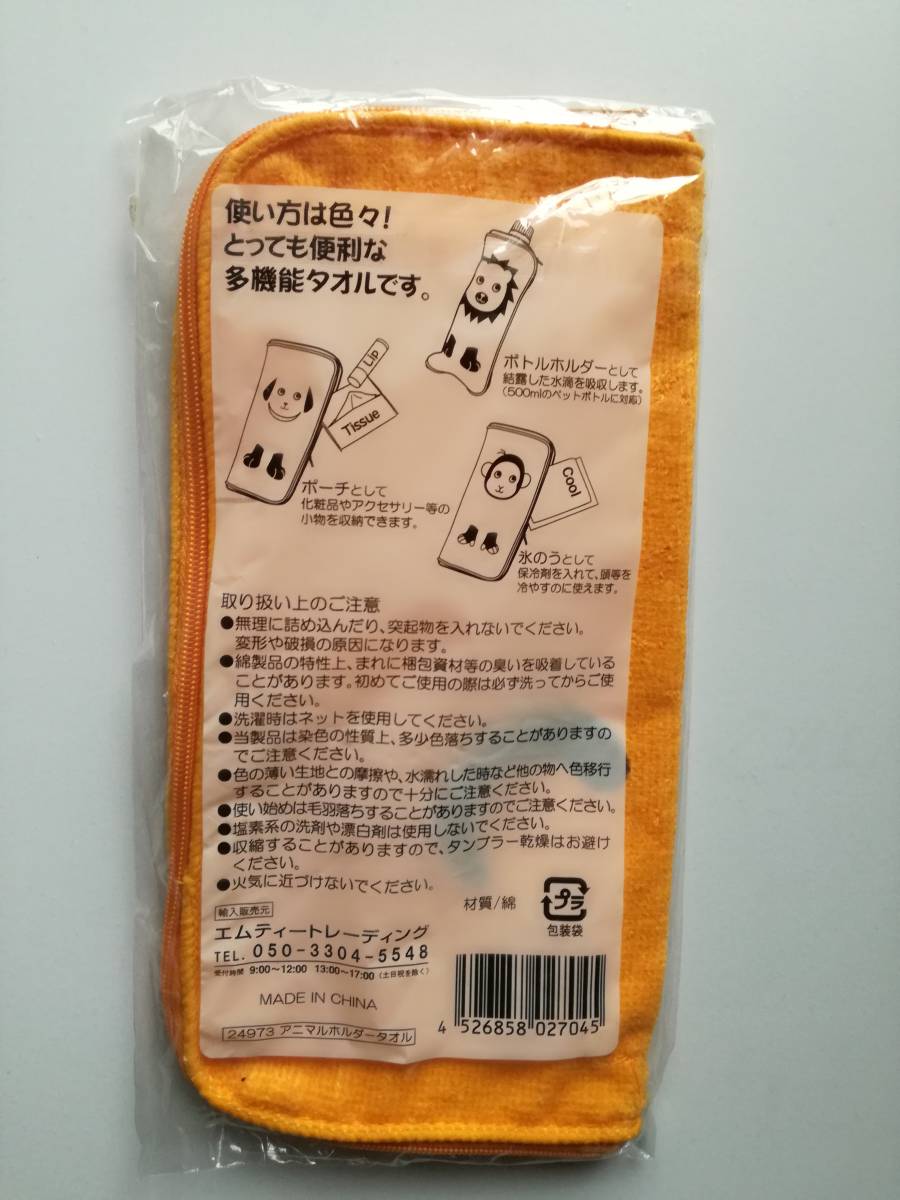 使い方は色々!
とっても便利な
多機能タオルです。
Lip
Tissue
ボトルホルダーとして
結露した水滴を吸収します。
(500mlのペットボトルに対応)
ポーチとして
化粧品やアクセサリー等の
小物を収納できます。
Cool
氷のうとして
保冷剤を入れて、頭等を
冷やすのに使えます。
取り扱い上のご注意
●無理に詰め込んだり、突起物を入れないでください。
変形や破損の原因になります。
●綿製品の特性上、まれに梱包資材等の臭いを吸着している
ことがあります。初めてご使用の際は必ず洗ってからご使
用ください。
●洗濯時はネットを使用してください。
●当製品は染色の性質上、多少色落ちすることがありますの
でご注意ください。
●色の薄い生地との摩擦や、水濡れした時など他の物へ色移行
することがありますので十分にご注意ください。
●使い始めは毛羽落ちすることがありますのでご注意ください。
●塩素系の洗剤や漂白剤は使用しないでください。
●収縮することがありますので、タンブラー乾燥はお避け
ください。
●火気に近づけないでください。
材質/綿
プラ
包装袋
輸入販売元
エムティートレーディング
TEL. 050-3304-5548
受付時間 9:00~12:00 13:00~17:00 (土日祝を除く)
MADE IN CHINA
24973 アニマルホルダータオル
4 526858 027045